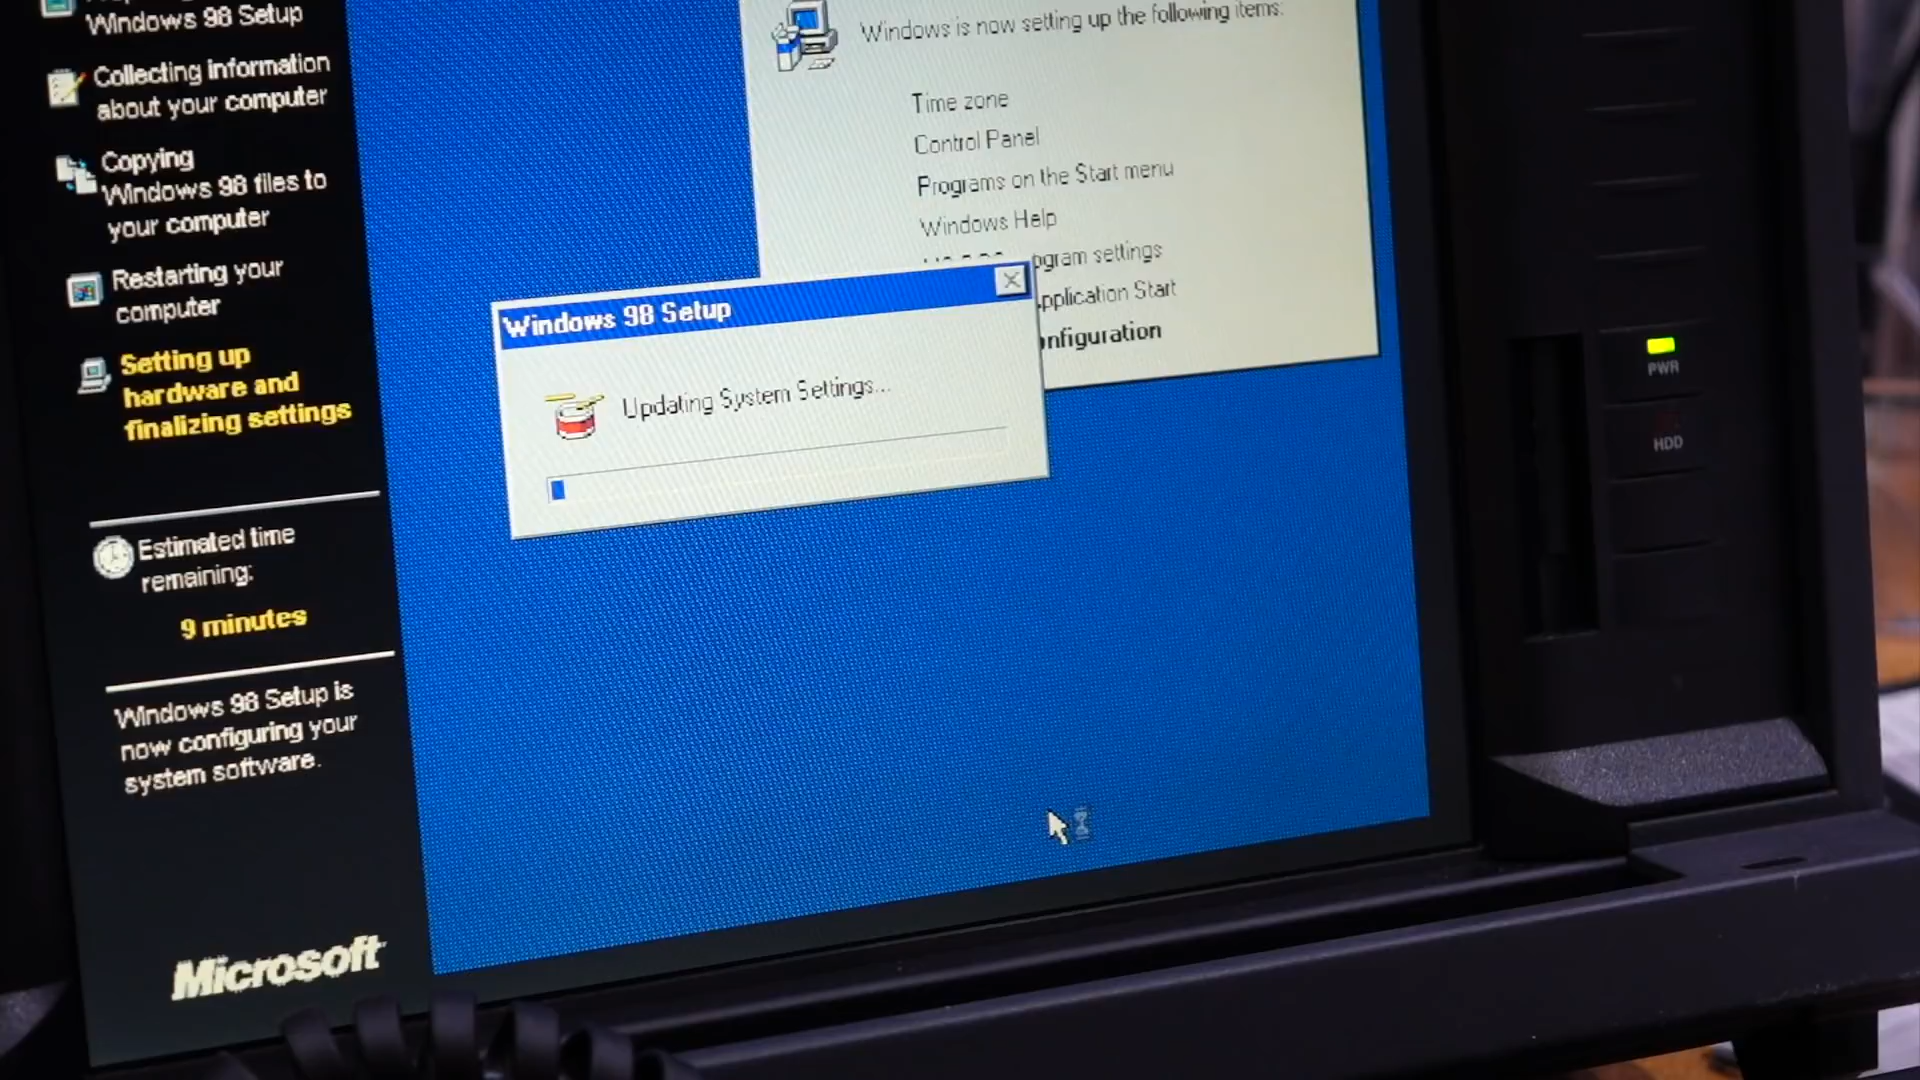 Windows 98 Setup
Collecting information
about your computer
Copying
Windows 98 files to
your computer
Restarting your
computer
Setting up
hardware and
finalizing settings
Estimated time
remaining:
9 minutes
Windows 98 Setup is
now configuring your
system software.
Microsoft
Windows is now setting up the following items:
Time zone
Control Panel
Programs on the Start menu
Windows Help
settings
Start
Windows 98 Setup
Updating System Settings...
PWR
HDD